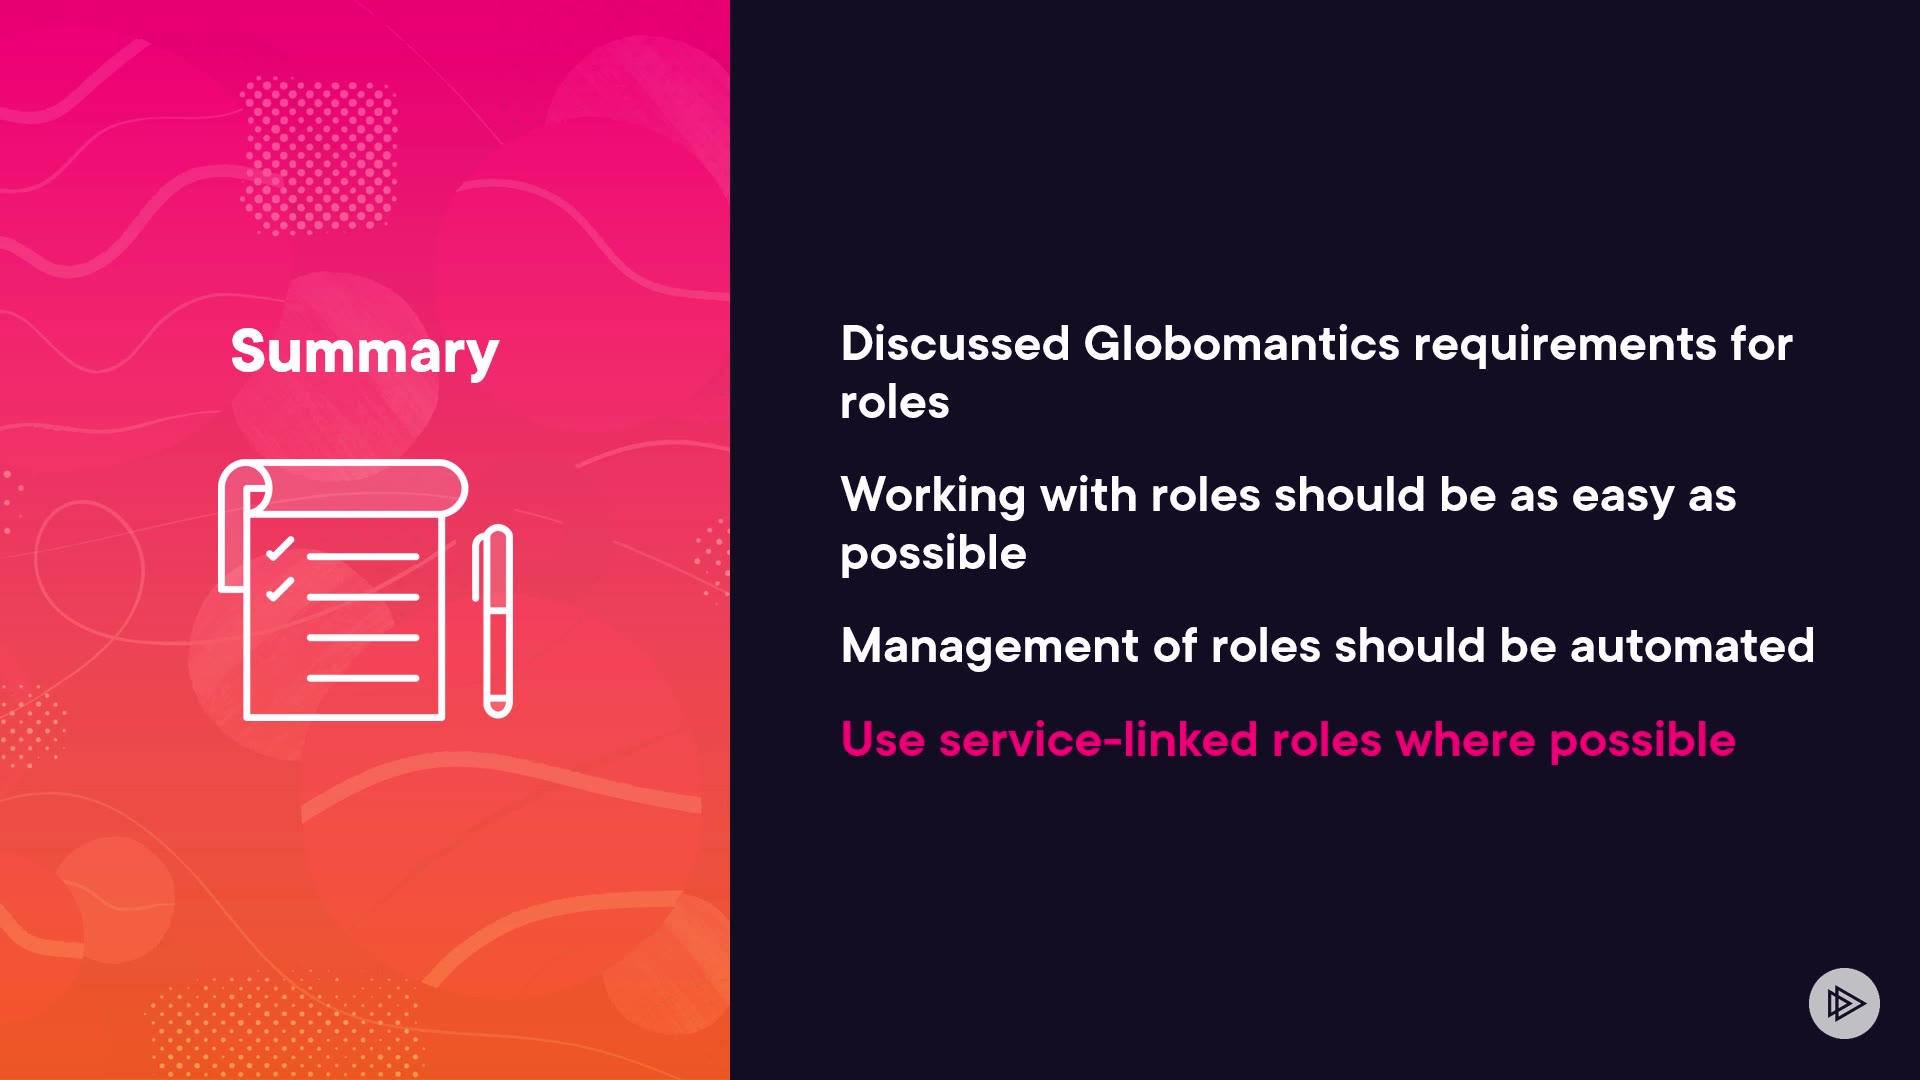 Summary
Discussed Globomantics requirements for
roles
Working with roles should be as easy as
possible
Management of roles should be automated
Use service-linked roles where possible